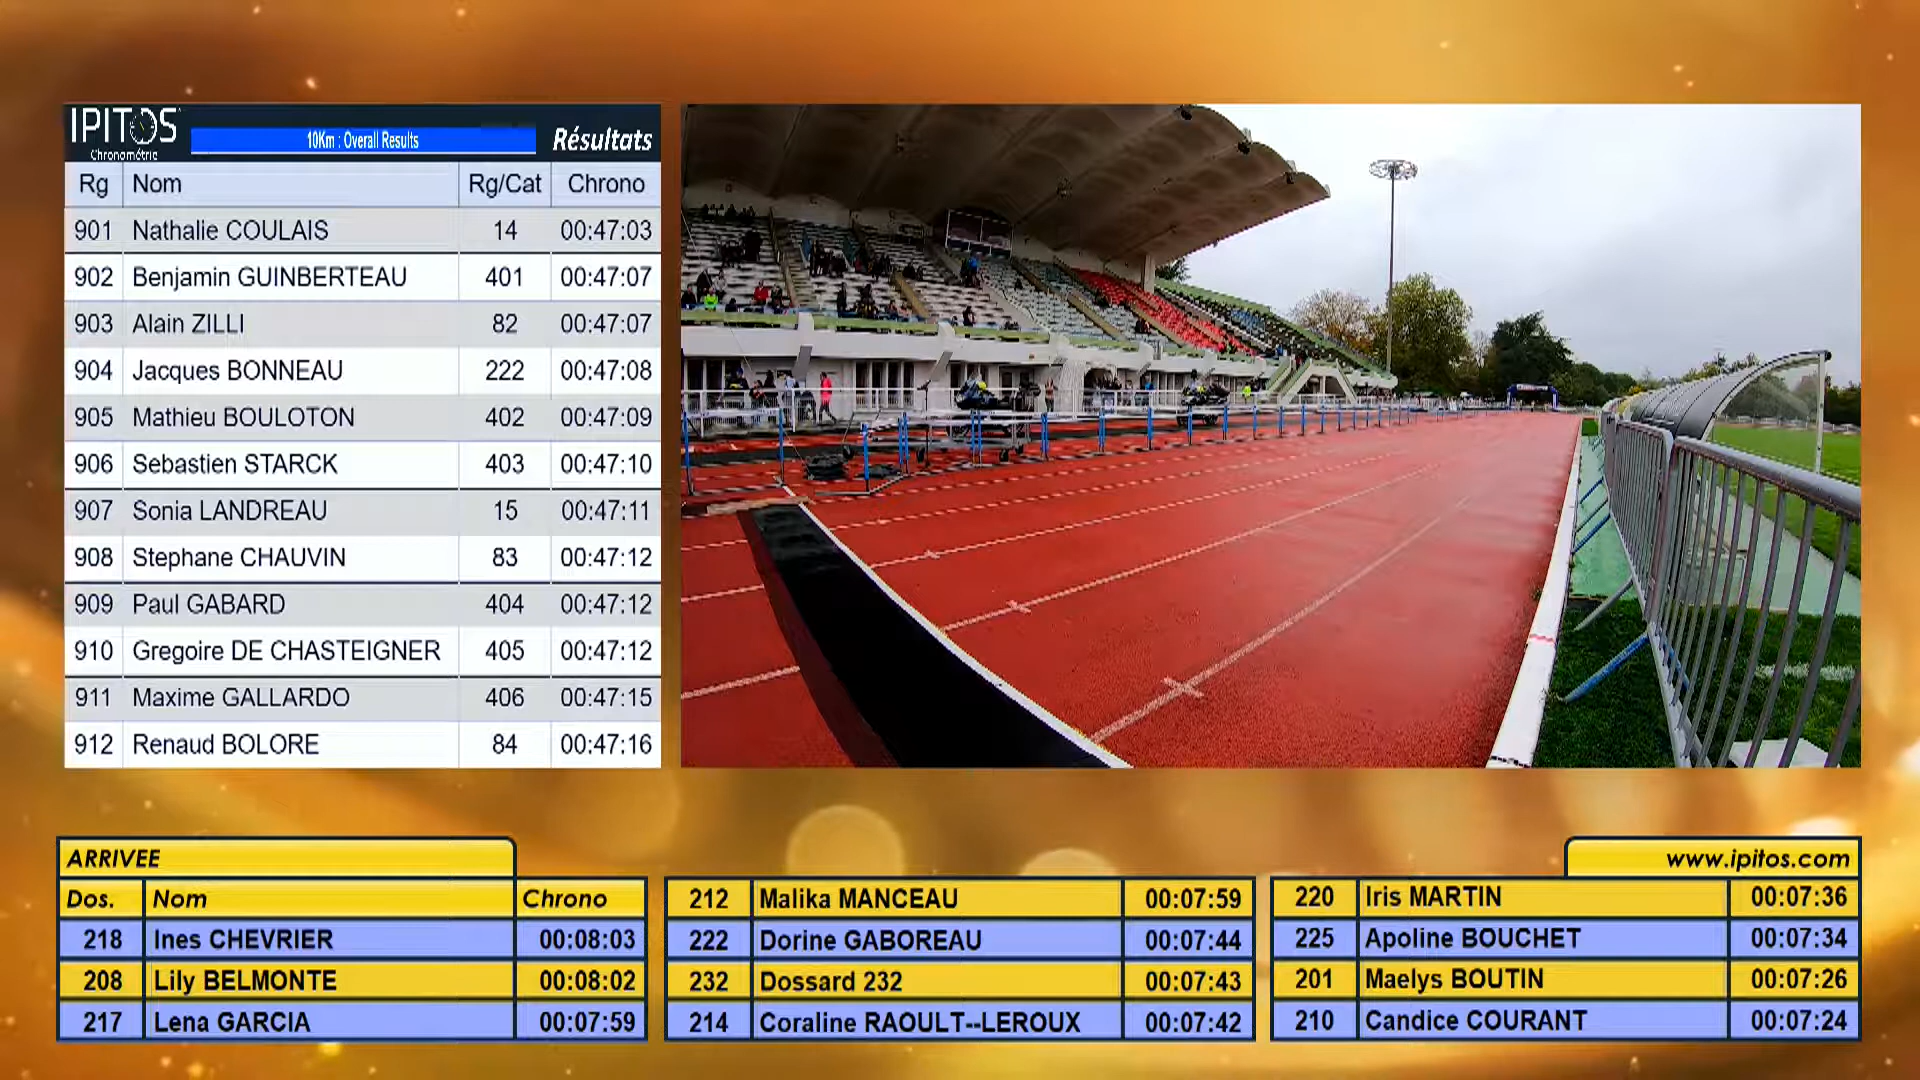 IPITOS
Chronométrie
10Km : Overall Results
Résultats
Rg Nom Rg/Cat Chrono
901 Nathalie COULAIS 14 00:47:03
902 Benjamin GUINBERTEAU 401 00:47:07
903 Alain ZILLI 82 00:47:07
904 Jacques BONNEAU 222 00:47:08
905 Mathieu BOULOTON 402 00:47:09
906 Sebastien STARCK 403 00:47:10
907 Sonia LANDREAU 15 00:47:11
908 Stephane CHAUVIN 83 00:47:12
909 Paul GABARD 404 00:47:12
910 Gregoire DE CHASTEIGNER 405 00:47:12
911 Maxime GALLARDO 406 00:47:15
912 Renaud BOLORE 84 00:47:16
ARRIVEE
Dos. Nom Chrono
218 Ines CHEVRIER 00:08:03
208 Lily BELMONTE 00:08:02
217 Lena GARCIA 00:07:59
212 Malika MANCEAU 00:07:59
222 Dorine GABOREAU 00:07:44
232 Dossard 232 00:07:43
214 Coraline RAOULT--LEROUX 00:07:42
www.ipitos.com
220 Iris MARTIN 00:07:36
225 Apoline BOUCHET 00:07:34
201 Maelys BOUTIN 00:07:26
210 Candice COURANT 00:07:24